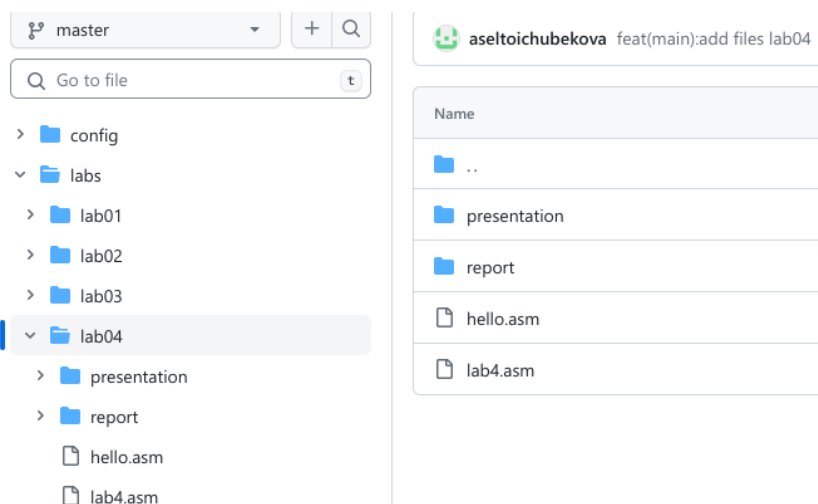 master
Go to file
t
config
labs
lab01
lab02
lab03
lab04
presentation
report
hello.asm
lab4.asm
aseltoichubekova feat(main):add files lab04
Name
..
presentation
report
hello.asm
lab4.asm